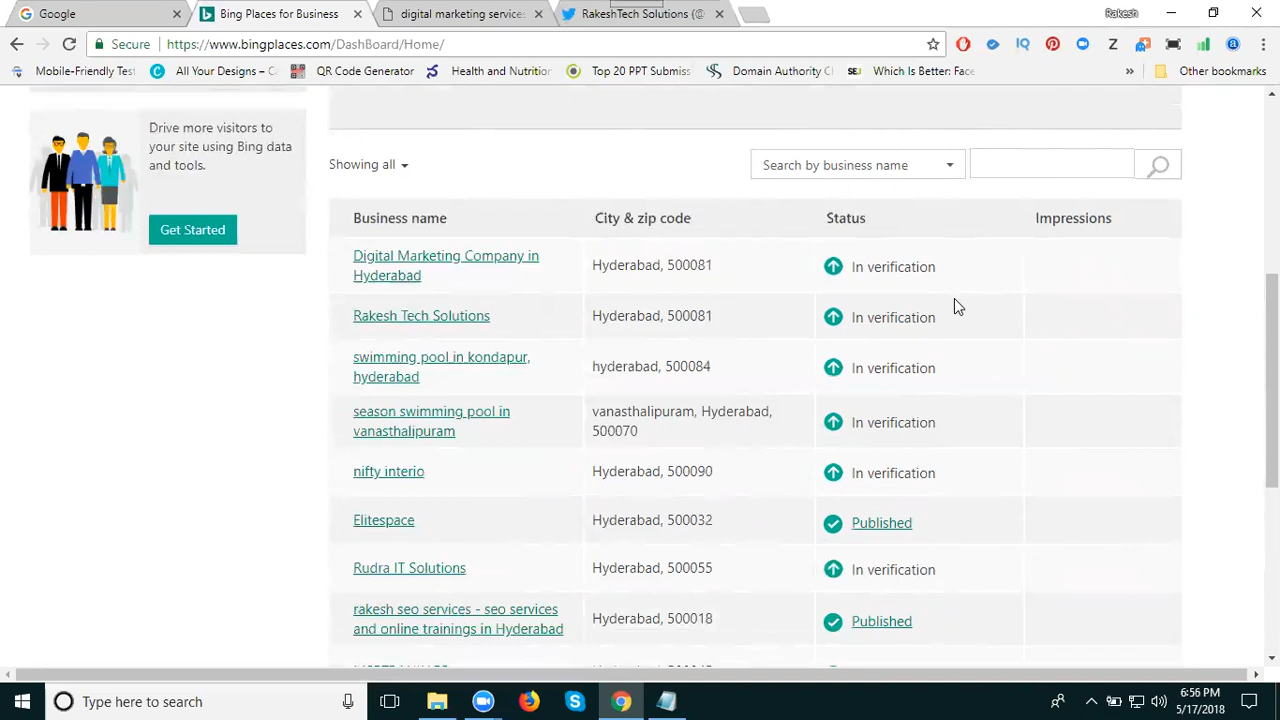 Google
Bing Places for Business
digital marketing services
RakeshTech Solutions (@
Rakesh
Secure
https://www.bingplaces.com/DashBoard/Home/
Mobile-Friendly Test
All Your Designs – C
QR Code Generator
Health and Nutrition
Top 20 PPT Submiss
Domain Authority Ch
SEJ
Which Is Better: Face
»
Other bookmarks
Drive more visitors to
your site using Bing data
and tools.
Get Started
Showing all
Search by business name
Business name
City & zip code
Status
Impressions
Digital Marketing Company in
Hyderabad
Hyderabad, 500081
In verification
Rakesh Tech Solutions
Hyderabad, 500081
In verification
swimming pool in kondapur,
hyderabad
hyderabad, 500084
In verification
season swimming pool in
vanasthalipuram
vanasthalipuram, Hyderabad,
500070
In verification
nifty interio
Hyderabad, 500090
In verification
Elitespace
Hyderabad, 500032
Published
Rudra IT Solutions
Hyderabad, 500055
In verification
rakesh seo services - seo services
and online trainings in Hyderabad
Hyderabad, 500018
Published
Type here to search
6:56 PM
5/17/2018